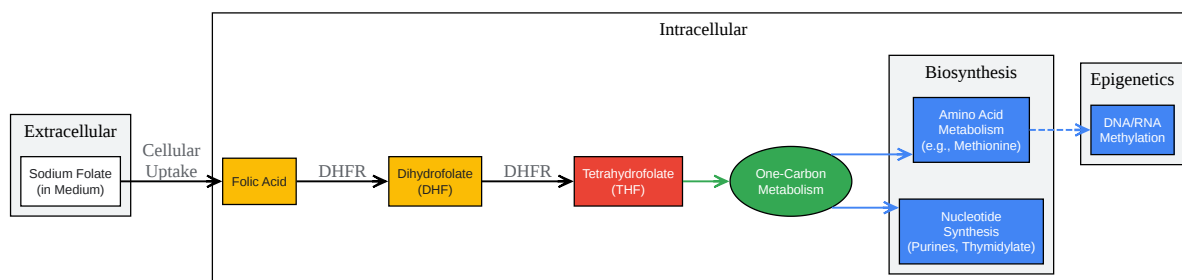 Intracellular
Biosynthesis
Epigenetics
Extracellular
Sodium Folate
(in Medium)
Cellular
Uptake
Folic Acid
DHFR
Dihydrofolate
(DHF)
DHFR
Tetrahydrofolate
(THF)
One-Carbon
Metabolism
Amino Acid
Metabolism
(e.g., Methionine)
DNA/RNA
Methylation
Nucleotide
Synthesis
(Purines, Thymidylate)